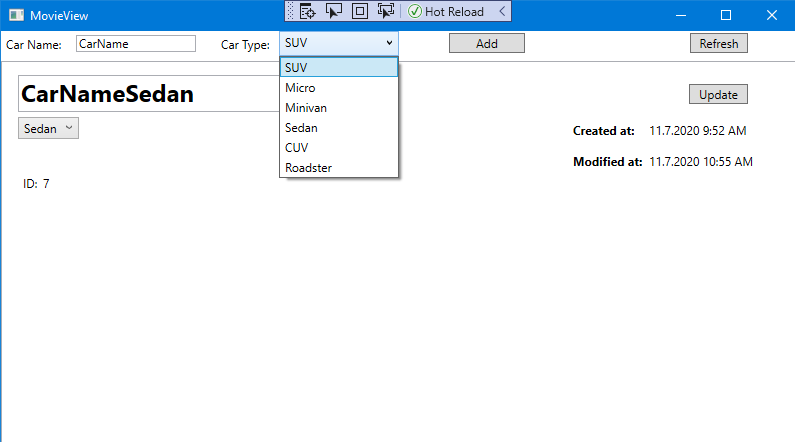 MovieView
Hot Reload
Car Name: CarName Car Type: SUV Add Refresh
SUV
Micro
Minivan
Sedan
CUV
Roadster
CarNameSedan
Update
Sedan
Created at: 11.7.2020 9:52 AM
Modified at: 11.7.2020 10:55 AM
ID: 7